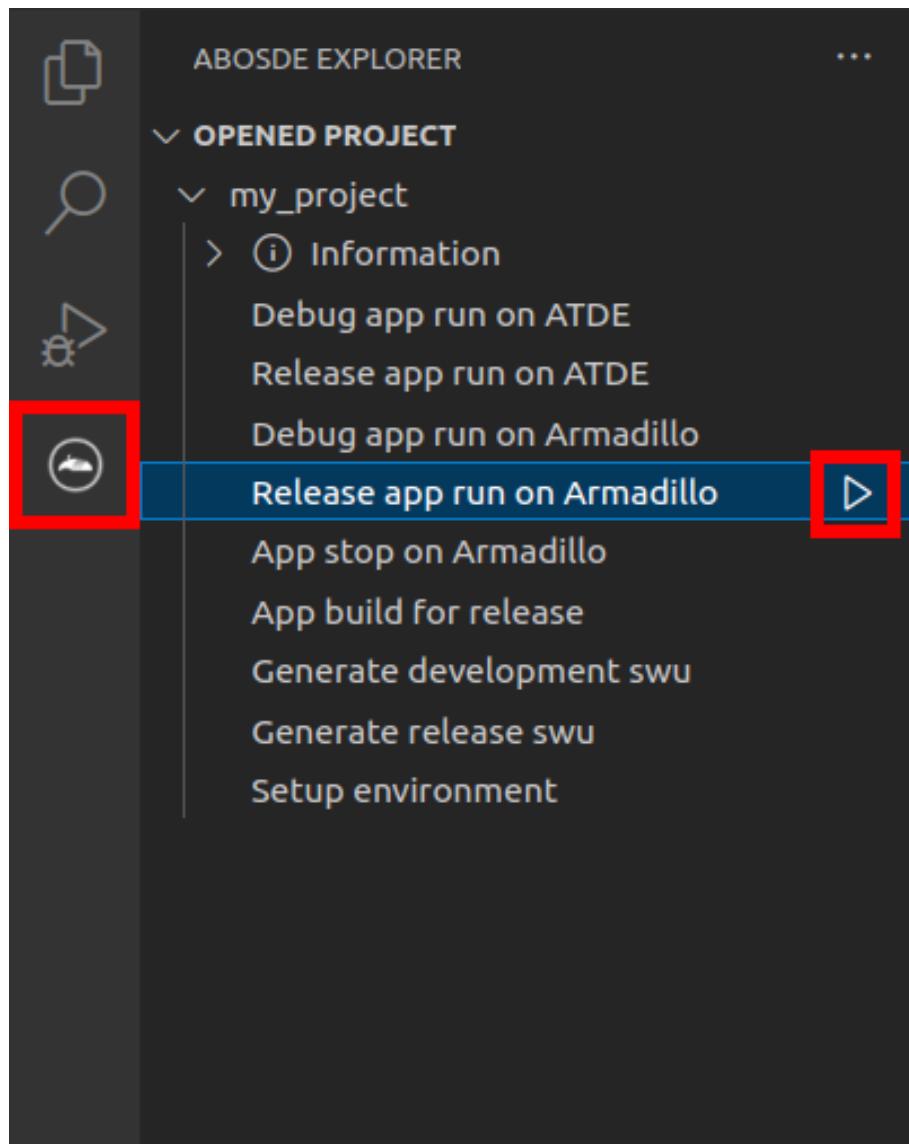 ABOSDE EXPLORER
OPENED PROJECT
my_project
Information
Debug app run on ATDE
Release app run on ATDE
Debug app run on Armadillo
Release app run on Armadillo
App stop on Armadillo
App build for release
Generate development swu
Generate release swu
Setup environment